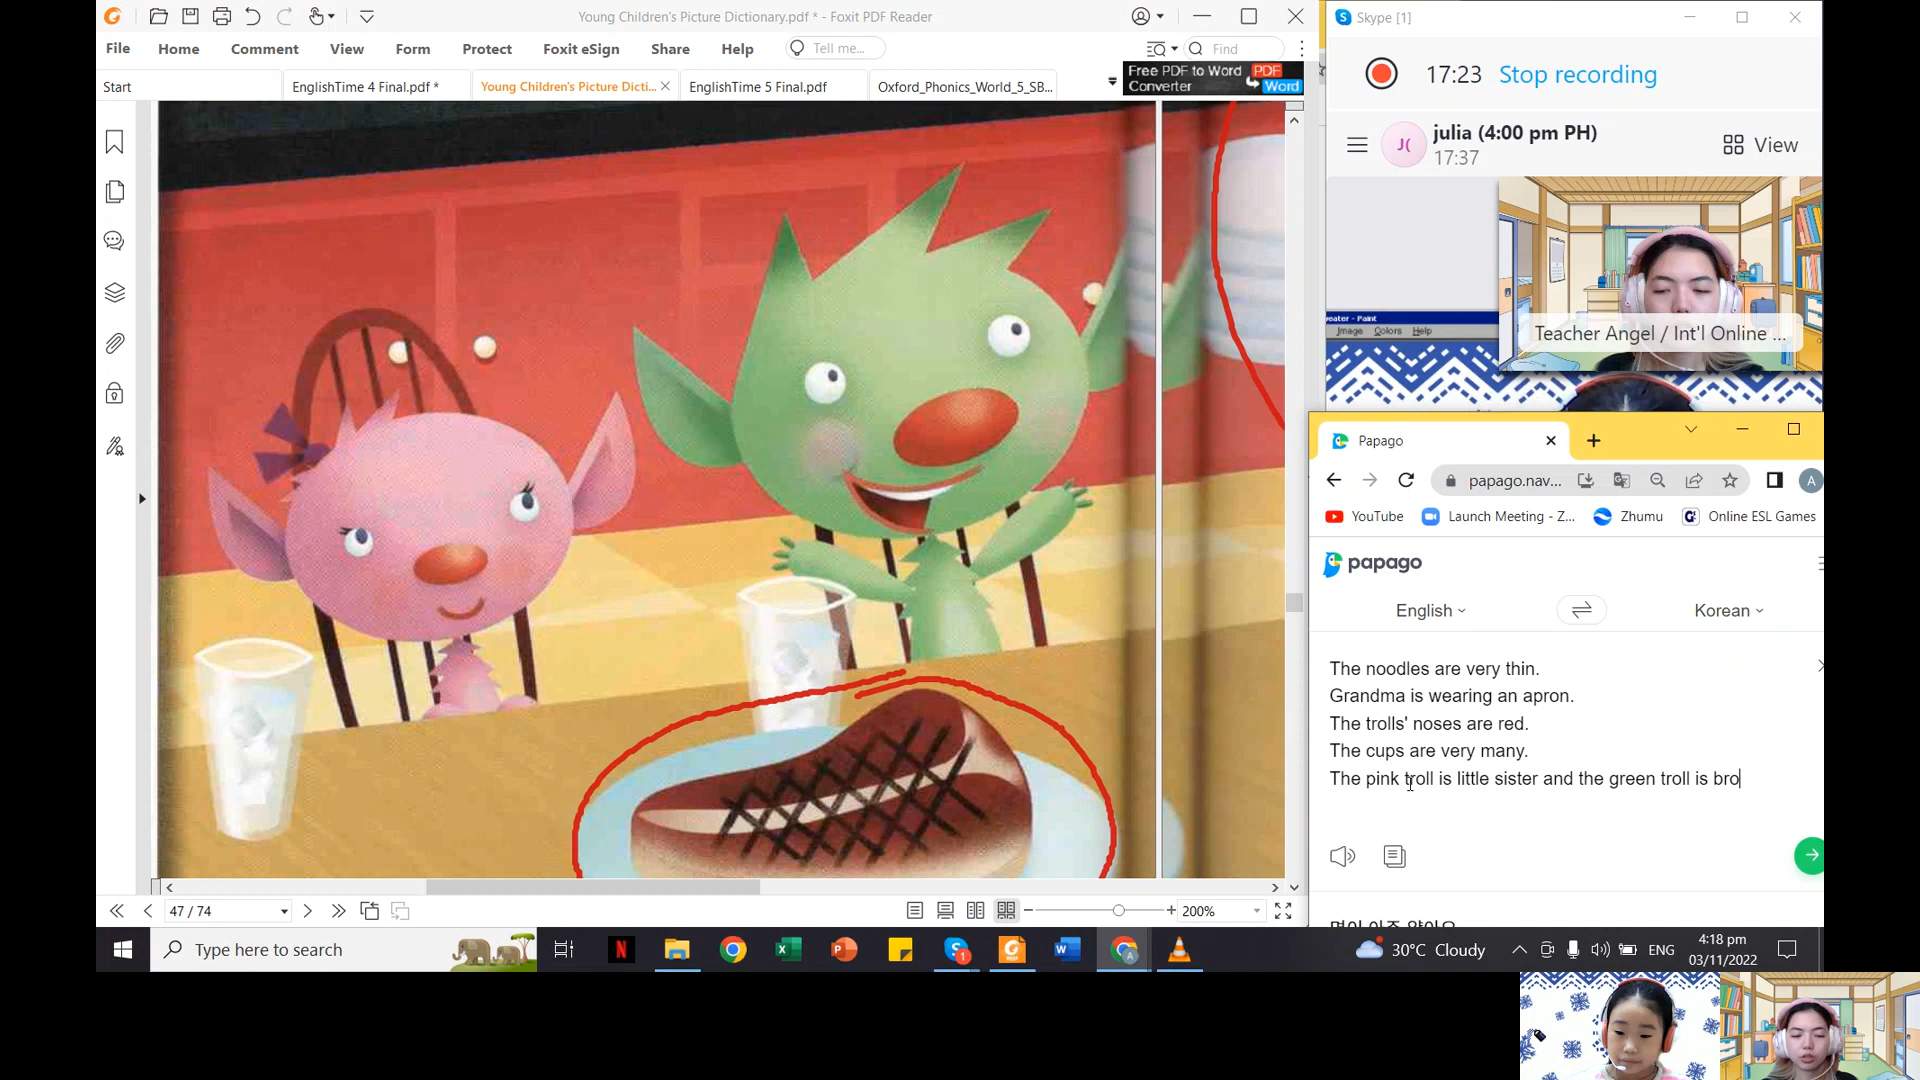 Young Children's Picture Dictionary.pdf * - Foxit PDF Reader
File Home Comment View Form Protect Foxit eSign Share Help Tell me... Find
Start
EnglishTime 4 Final.pdf *
Young Children's Picture Dicti...
EnglishTime 5 Final.pdf
Oxford_Phonics_World_5_SB...
Free PDF to Word
Converter
PDF
Word
47 / 74
200%
Skype [1]
17:23 Stop recording
J(
julia (4:00 pm PH)
17:37
View
Image Colors Help
Teacher Angel / Int'l Online ...
Papago
papago.nav...
A
YouTube
Launch Meeting - Z...
Zhumu
Online ESL Games
papago
English
Korean
The noodles are very thin.
Grandma is wearing an apron.
The trolls' noses are red.
The cups are very many.
The pink troll is little sister and the green troll is bro
Type here to search
30°C Cloudy
ENG
4:18 pm
03/11/2022